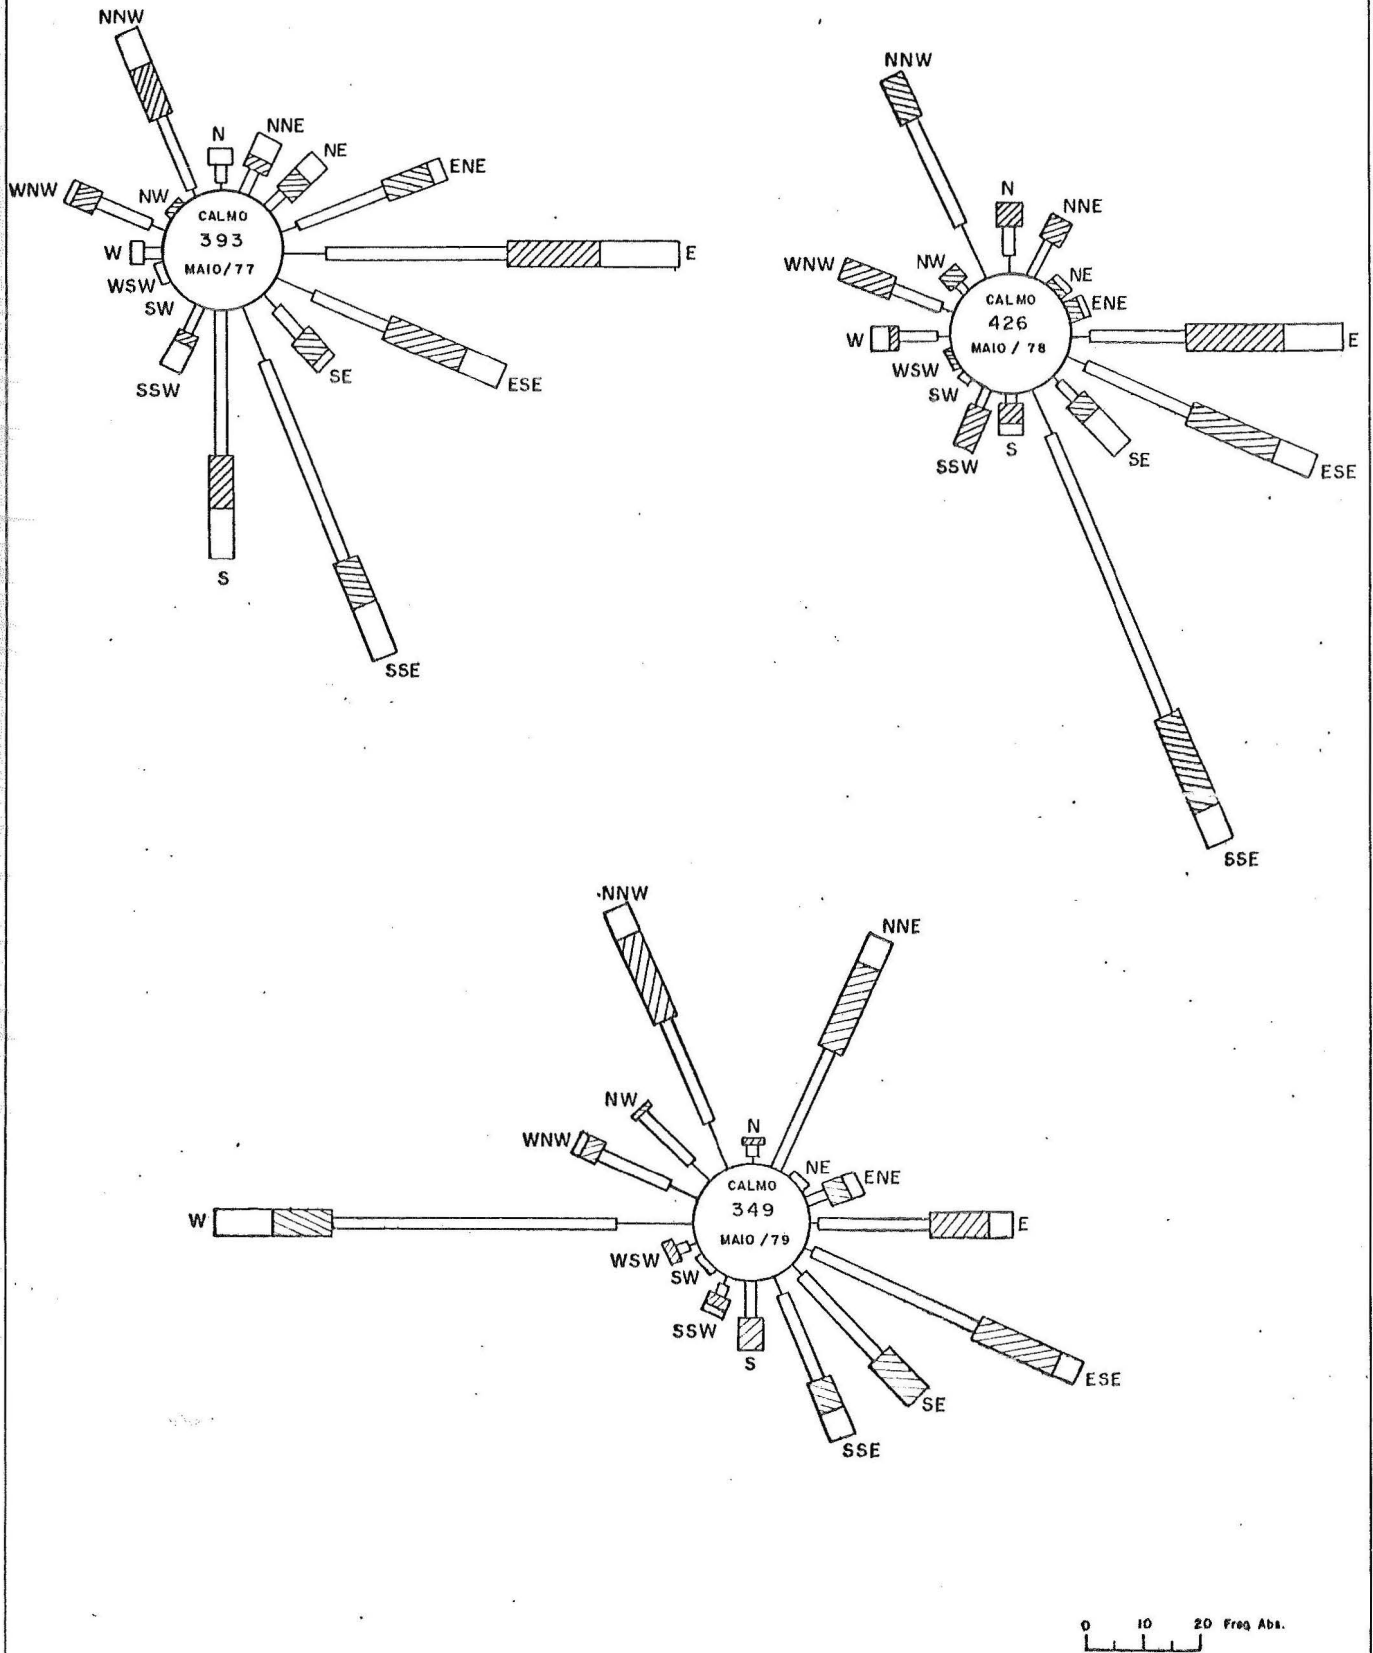 NNW
N
NNE
NE
ENE
WNW
NW
CALMO
393
MAIO/77
W
E
WSW
SW
SE
SSW
ESE
S
SSE
NNW
N
NNE
WNW
NW
NE
ENE
CALMO
426
MAIO / 78
W
E
WSW
SW
SE
SSW
S
ESE
SSE
NNW
NNE
NW
N
WNW
NE
ENE
CALMO
349
MAIO /79
W
E
WSW
SW
SSW
S
ESE
SE
SSE
0 10 20 Freq Abs.